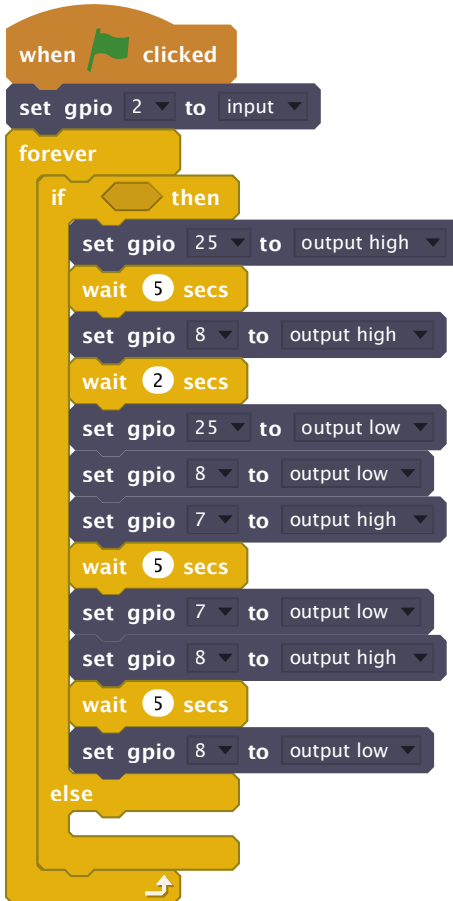 when clicked
set gpio 2 to input
forever
if then
set gpio 25 to output high
wait 5 secs
set gpio 8 to output high
wait 2 secs
set gpio 25 to output low
set gpio 8 to output low
set gpio 7 to output high
wait 5 secs
set gpio 7 to output low
set gpio 8 to output high
wait 5 secs
set gpio 8 to output low
else